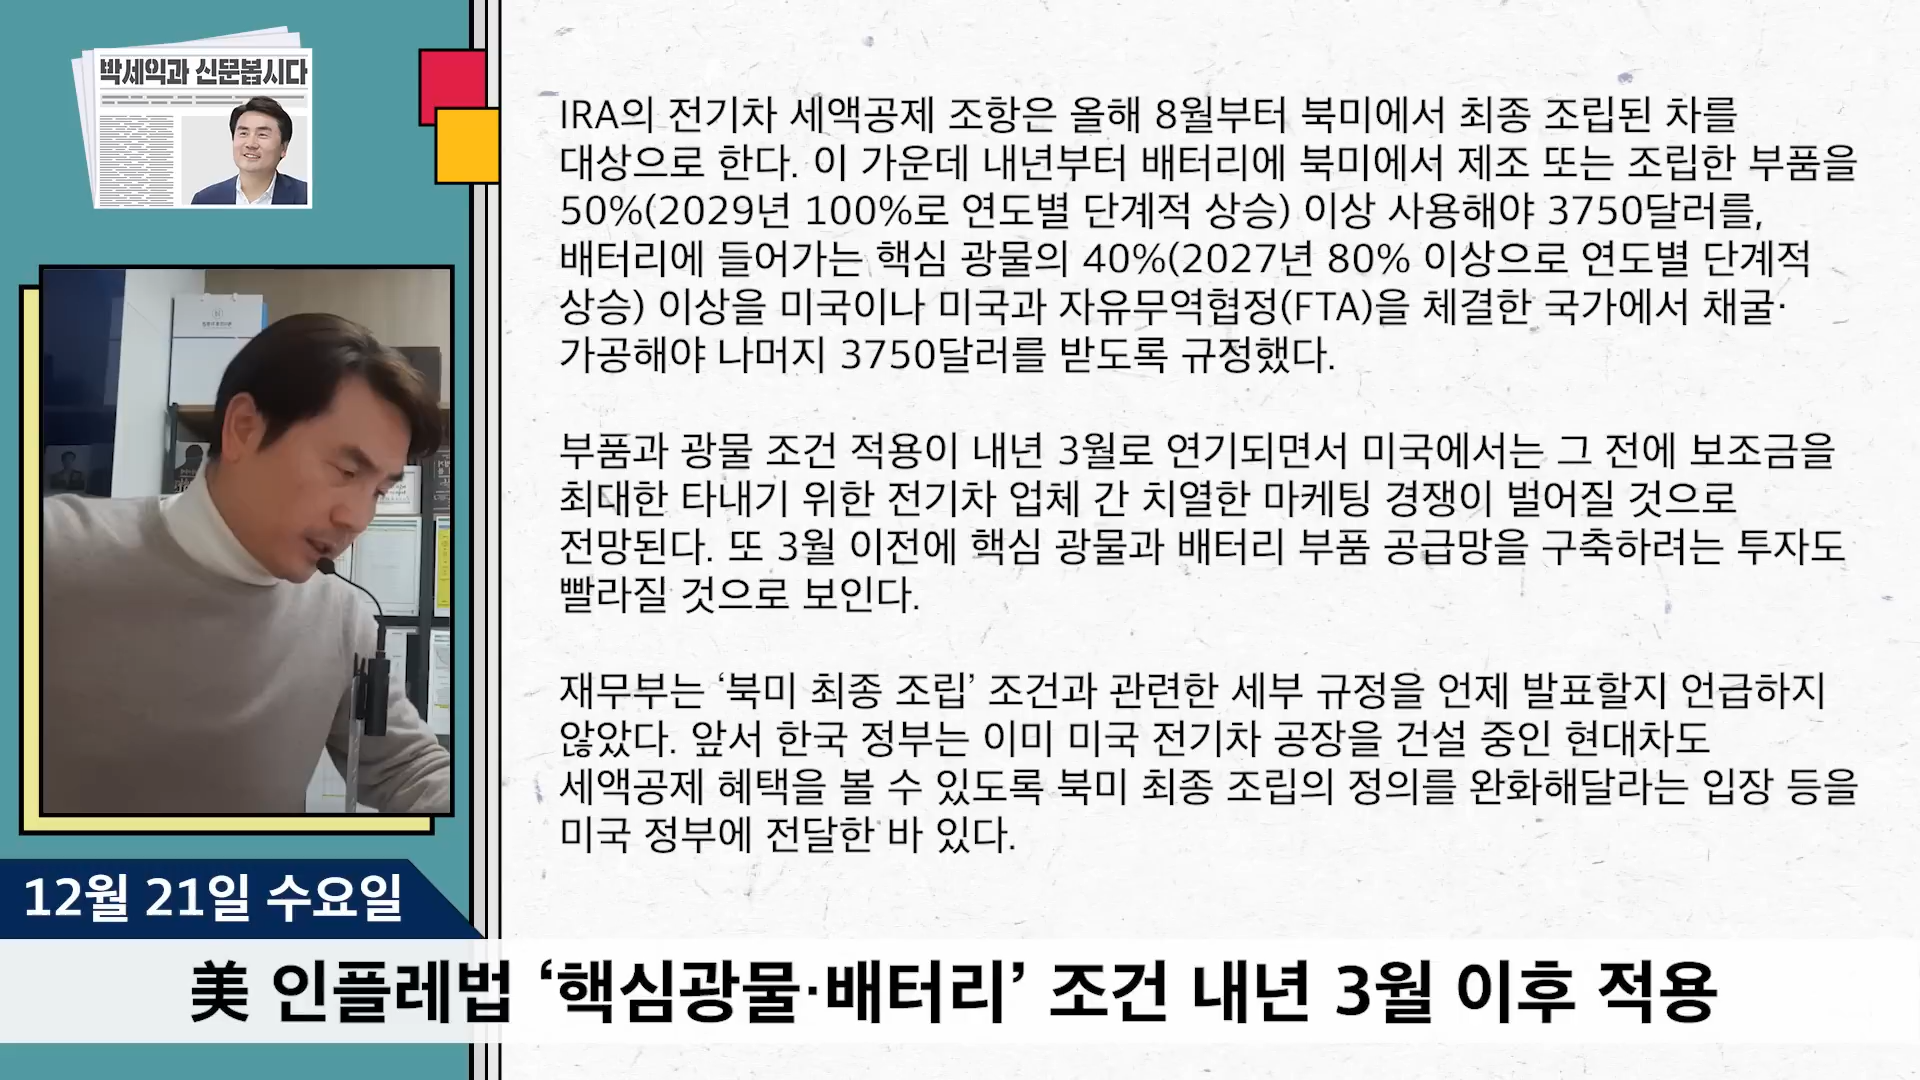 박세익과 신문봅시다
IRA의 전기차 세액공제 조항은 올해 8월부터 북미에서 최종 조립된 차를
대상으로 한다. 이 가운데 내년부터 배터리에 북미에서 제조 또는 조립한 부품을
50%(2029년 100%로 연도별 단계적 상승) 이상 사용해야 3750달러를,
배터리에 들어가는 핵심 광물의 40%(2027년 80% 이상으로 연도별 단계적
상승) 이상을 미국이나 미국과 자유무역협정(FTA)을 체결한 국가에서 채굴·
가공해야 나머지 3750달러를 받도록 규정했다.
부품과 광물 조건 적용이 내년 3월로 연기되면서 미국에서는 그 전에 보조금을
최대한 타내기 위한 전기차 업체 간 치열한 마케팅 경쟁이 벌어질 것으로
전망된다. 또 3월 이전에 핵심 광물과 배터리 부품 공급망을 구축하려는 투자도
빨라질 것으로 보인다.
재무부는 ‘북미 최종 조립’ 조건과 관련한 세부 규정을 언제 발표할지 언급하지
않았다. 앞서 한국 정부는 이미 미국 전기차 공장을 건설 중인 현대차도
세액공제 혜택을 볼 수 있도록 북미 최종 조립의 정의를 완화해달라는 입장 등을
미국 정부에 전달한 바 있다.
12월 21일 수요일
美 인플레법 ‘핵심광물·배터리’ 조건 내년 3월 이후 적용